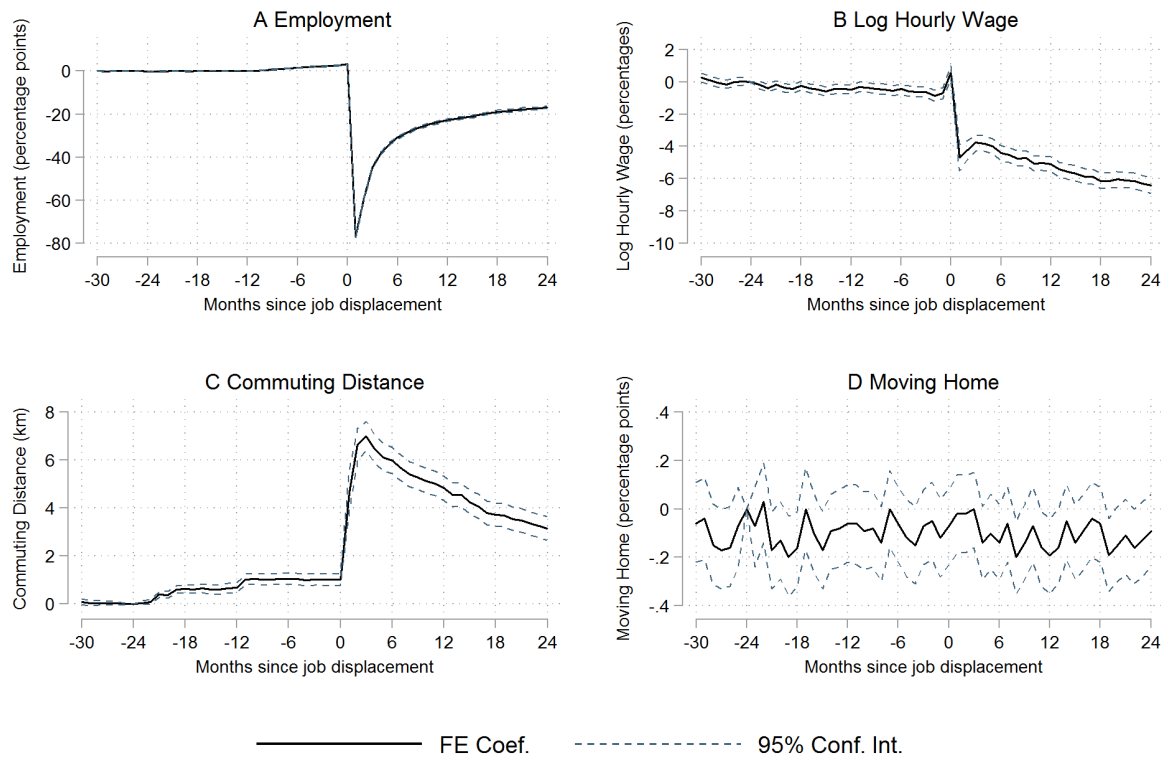 A Employment
Employment (percentage points)
0
-20
-40
-60
-80
-30 -24 -18 -12 -6 0 6 12 18 24
Months since job displacement
B Log Hourly Wage
Log Hourly Wage (percentages)
2
0
-2
-4
-6
-8
-10
-30 -24 -18 -12 -6 0 6 12 18 24
Months since job displacement
C Commuting Distance
Commuting Distance (km)
8
6
4
2
0
-30 -24 -18 -12 -6 0 6 12 18 24
Months since job displacement
D Moving Home
Moving Home (percentage points)
.4
.2
0
-.2
-.4
-30 -24 -18 -12 -6 0 6 12 18 24
Months since job displacement
FE Coef. 95% Conf. Int.